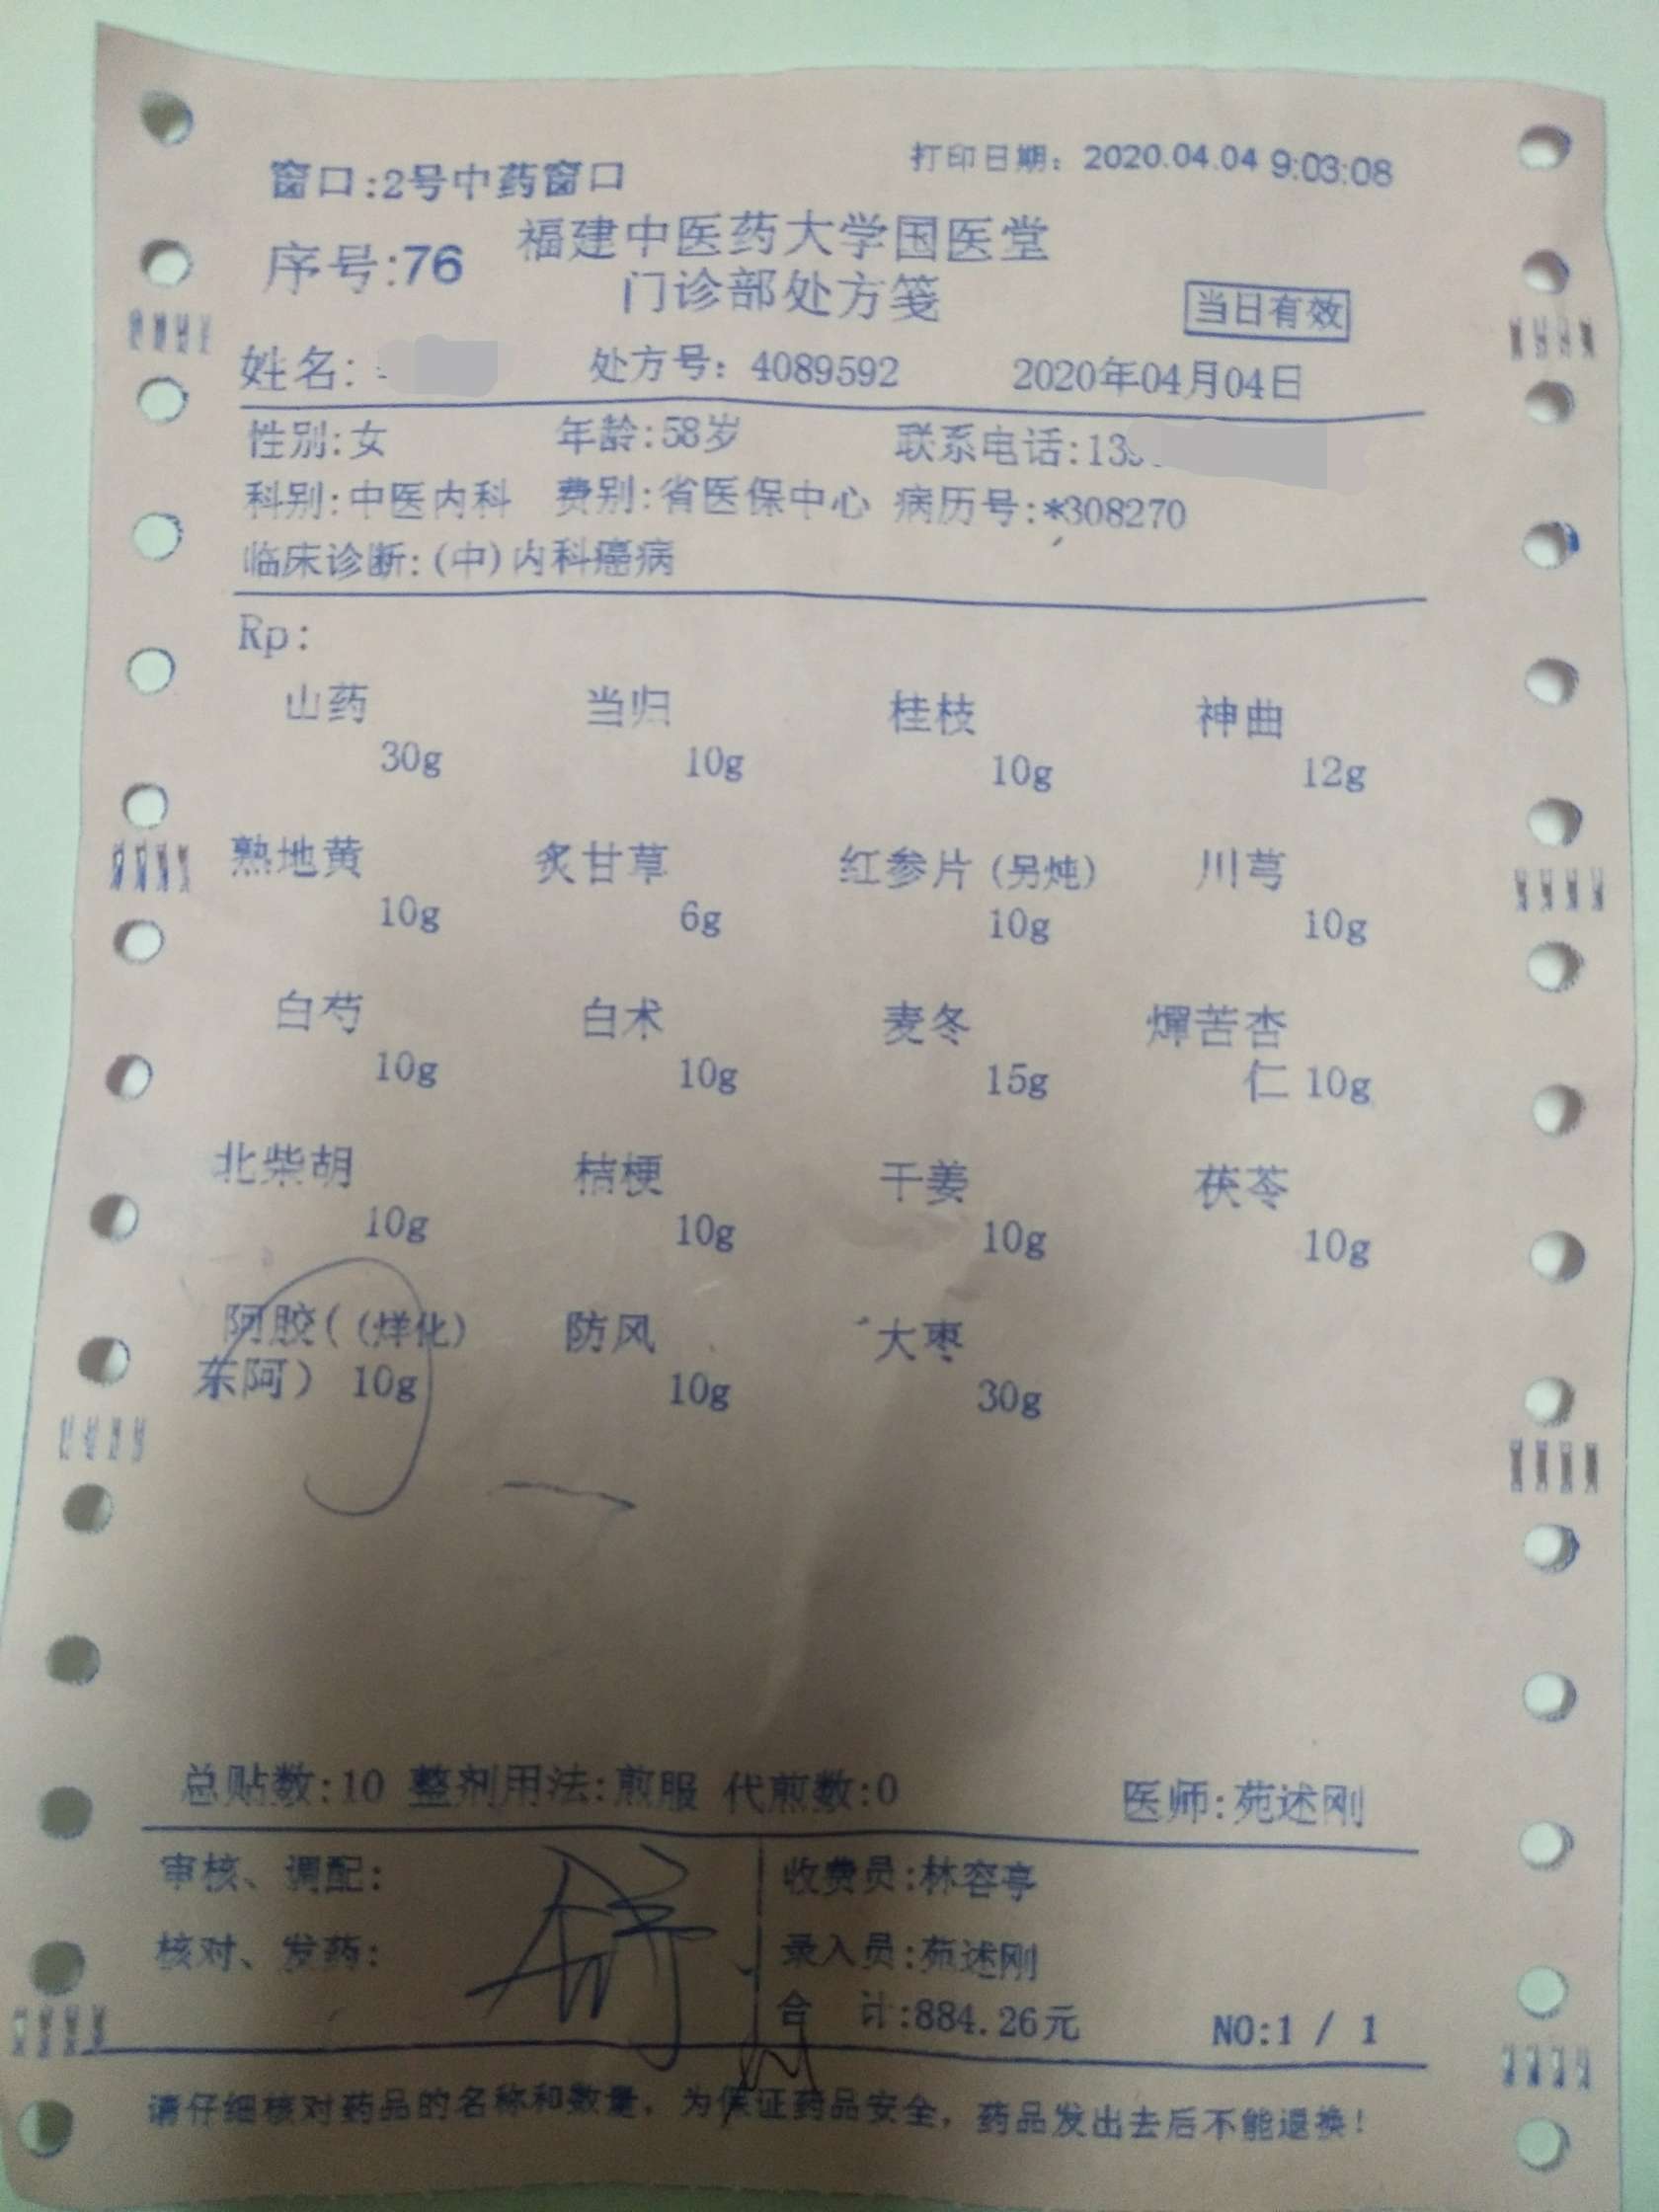 窗口:2号中药窗口
打印日期：2020.04.04 9:03:08
序号:76
福建中医药大学国医堂
门诊部处方笺
当日有效
姓名: 处方号：4089592 2020年04月04日
性别:女 年龄:58岁 联系电话:13
科别:中医内科 费别:省医保中心 病历号:*308270
临床诊断:(中)内科癌病
Rp:
山药 当归 桂枝 神曲
30g 10g 10g 12g
熟地黄 炙甘草 红参片(另炖) 川芎
10g 6g 10g 10g
白芍 白术 麦冬 燀苦杏
10g 10g 15g 仁 10g
北柴胡 桔梗 干姜 茯苓
10g 10g 10g 10g
阿胶((烊化) 防风 大枣
东阿) 10g 10g 30g
总贴数:10 整剂用法:煎服 代煎数:0 医师:苑述刚
审核、调配: 收费员:林容亭
核对、发药: 录入员:苑述刚
合 计:884.26元 NO:1 / 1
请仔细核对药品的名称和数量，为保证药品安全，药品发出去后不能退换！